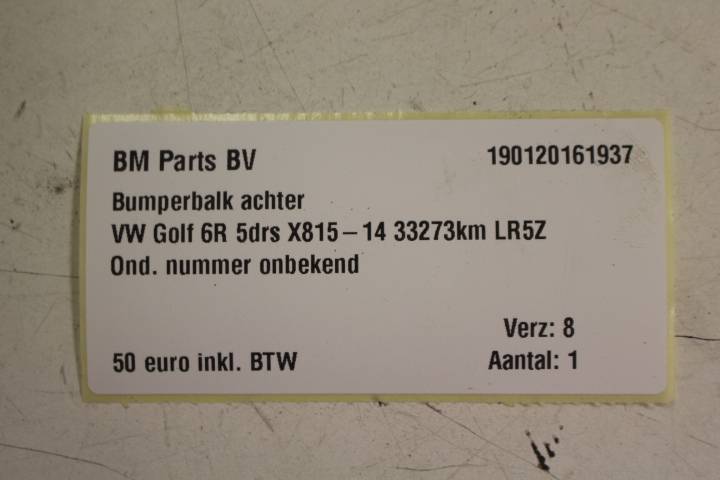 BM Parts BV 190120161937
Bumperbalk achter
VW Golf 6R 5drs X815–14 33273km LR5Z
Ond. nummer onbekend
Verz: 8
50 euro inkl. BTW Aantal: 1